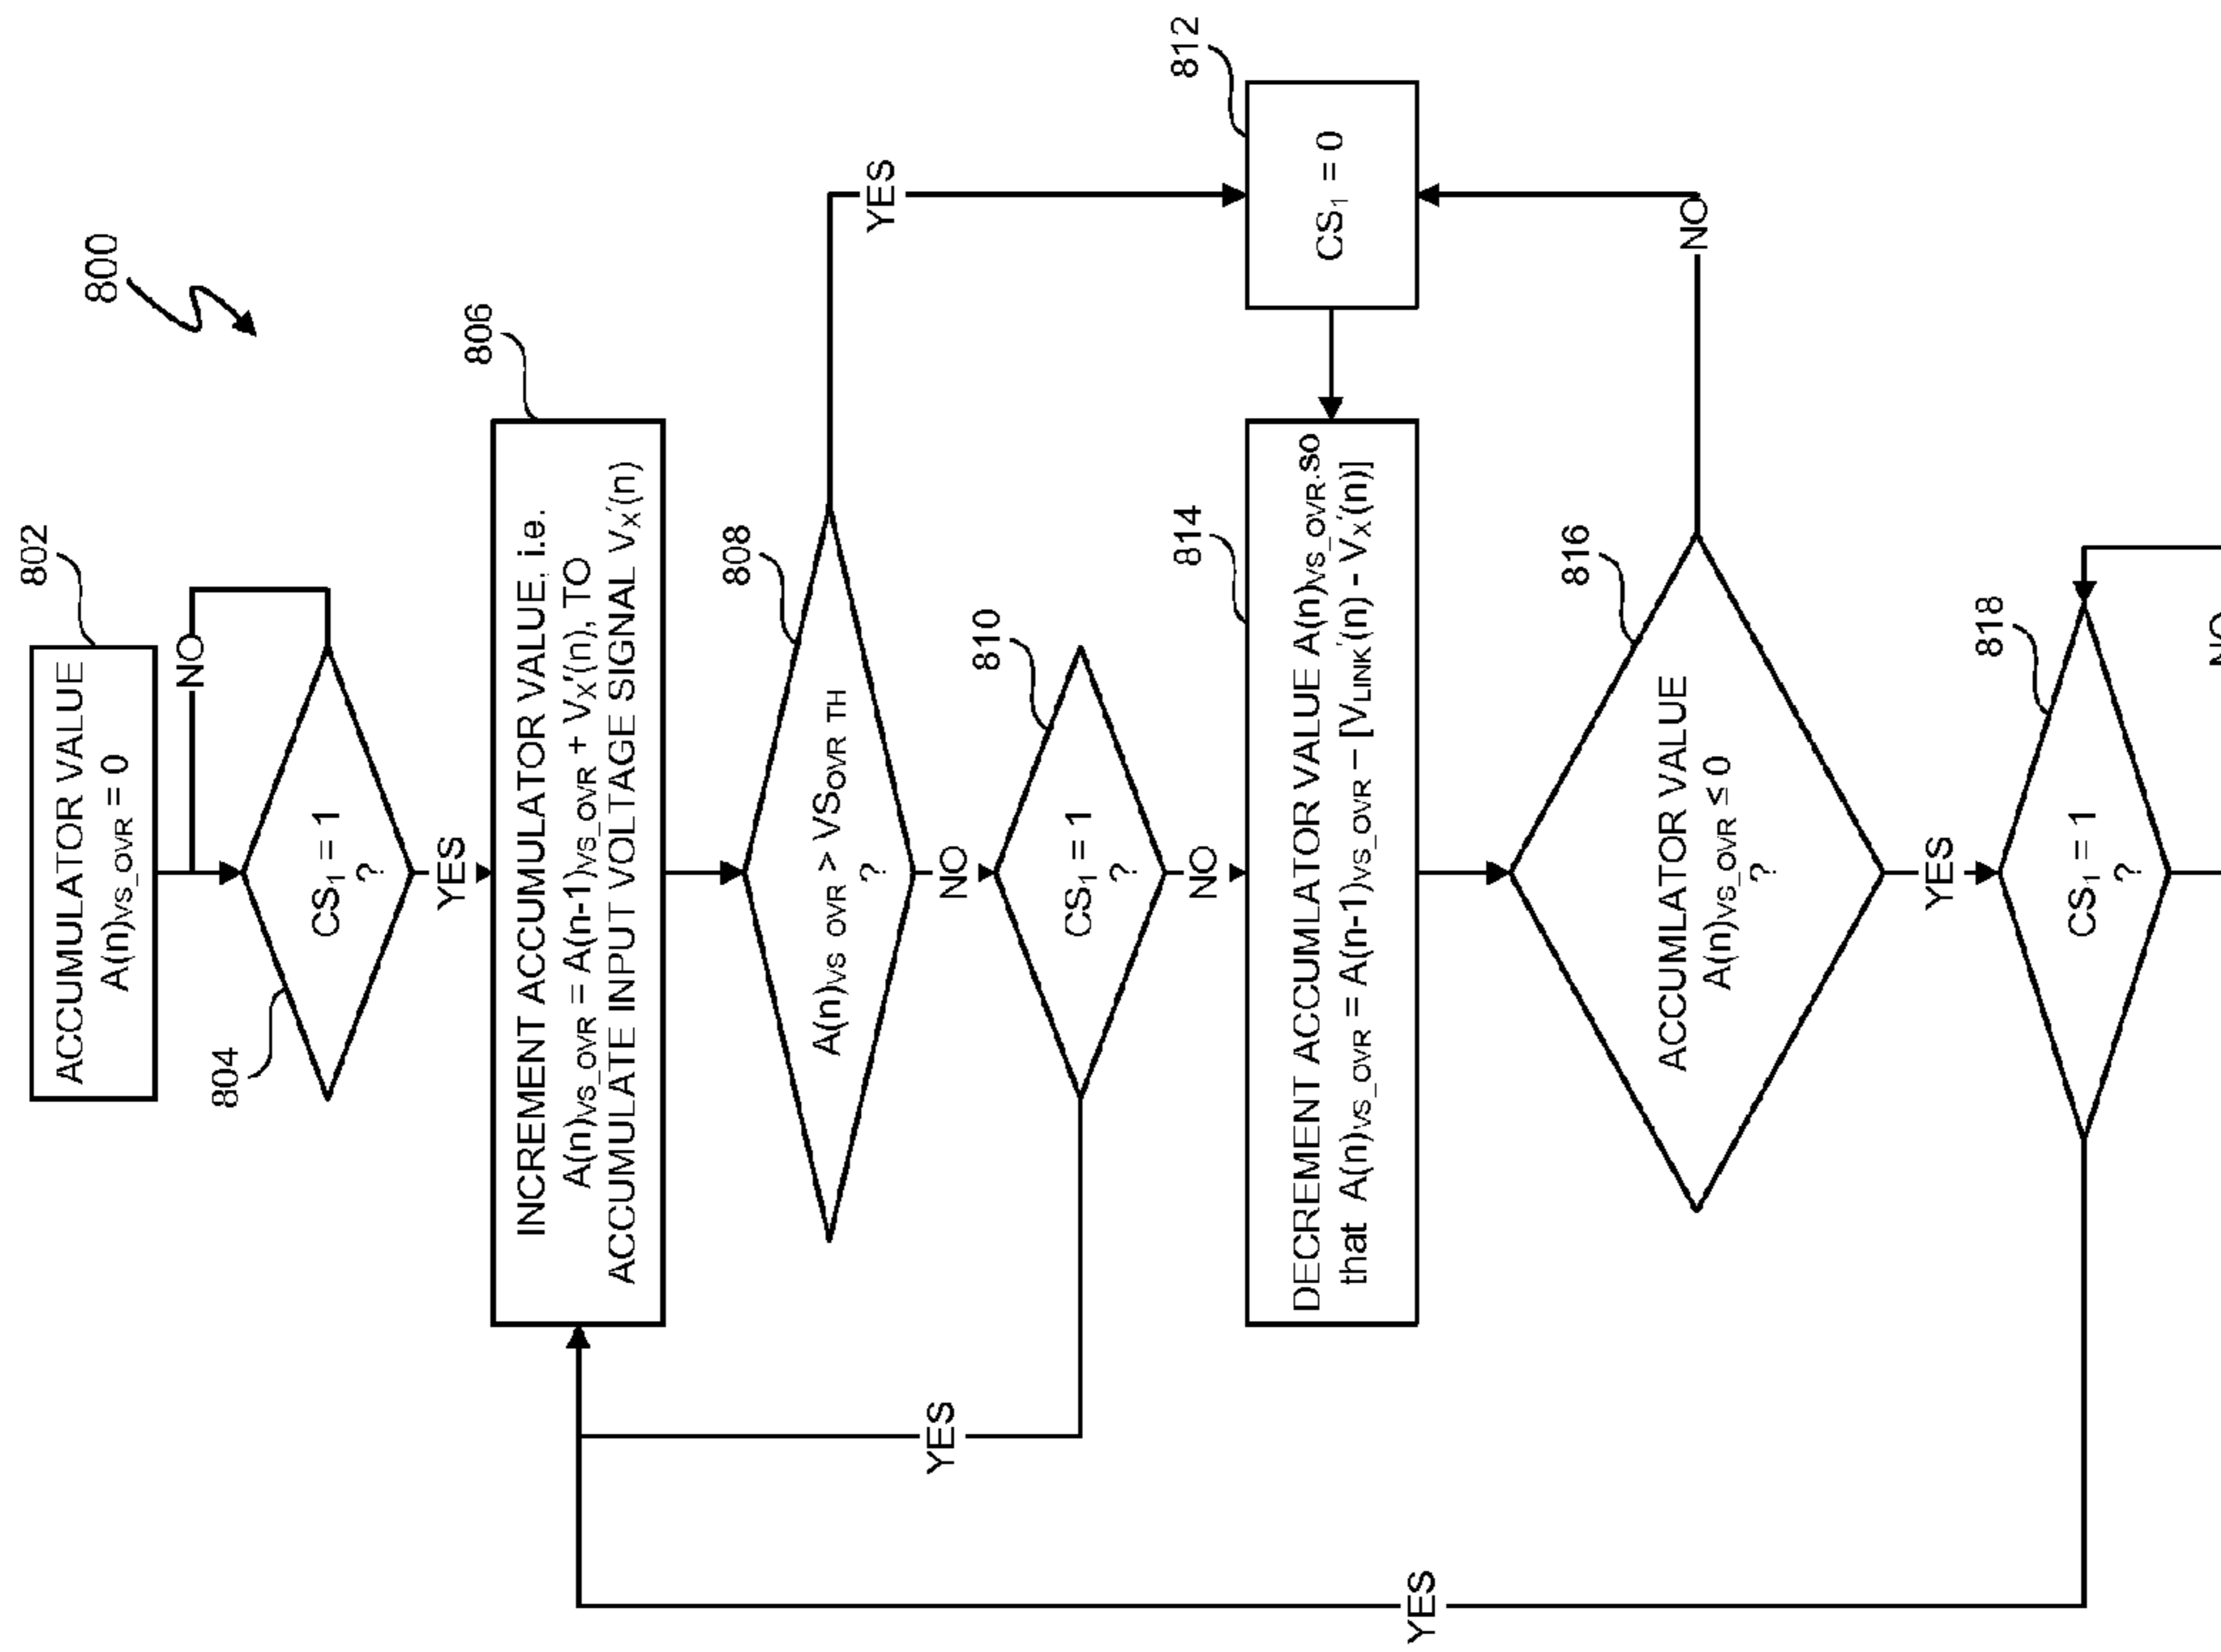 800
802
ACCUMULATOR VALUE
A(n)VS_OVR = 0
NO
804
CS1 = 1
?
YES
806
INCREMENT ACCUMULATOR VALUE, i.e.
A(n)VS_OVR = A(n-1)VS_OVR + VX'(n), TO
ACCUMULATE INPUT VOLTAGE SIGNAL VX'(n)
808
A(n)VS OVR > VSOVR TH
?
YES
NO
810
CS1 = 1
?
YES
NO
812
CS1 = 0
814
DECREMENT ACCUMLATOR VALUE A(n)VS_OVR.so
that A(n)VS_OVR = A(n-1)VS_OVR – [VLINK'(n) - VX'(n)]
816
ACCUMLATOR VALUE
A(n)VS_OVR ≤ 0
?
NO
YES
818
CS1 = 1
?
YES
NO